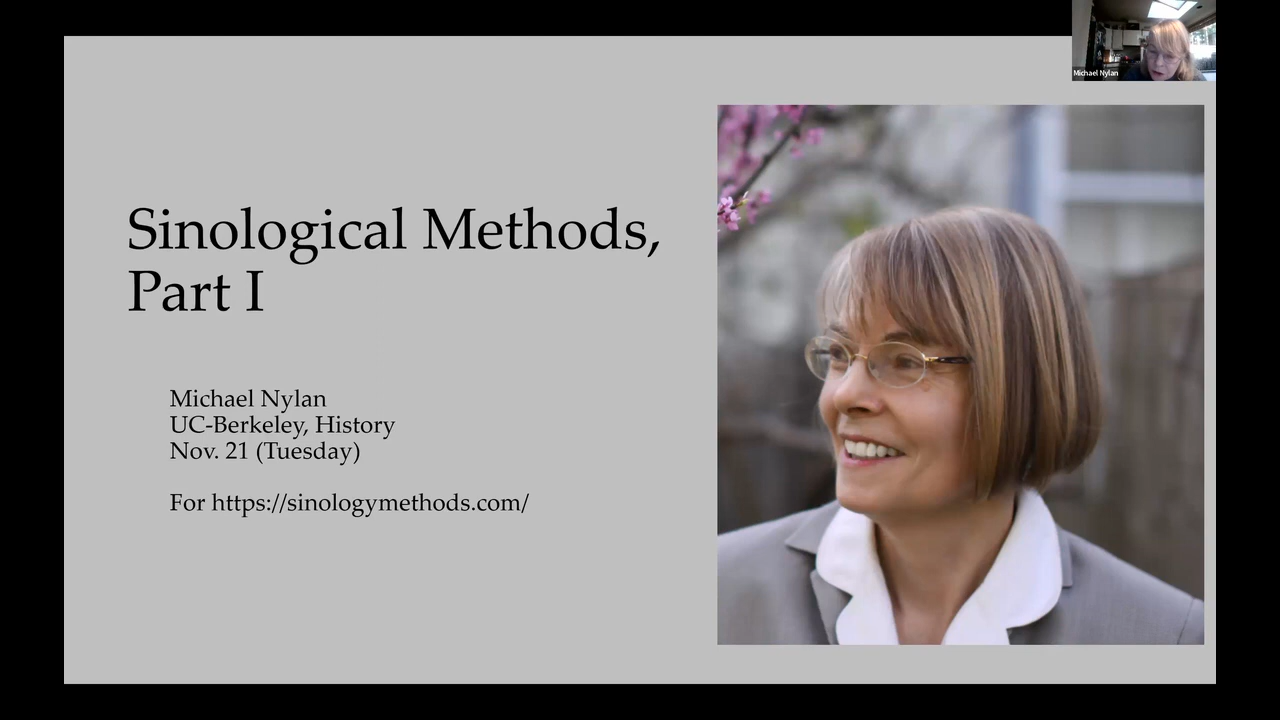 Michael Nylan
Sinological Methods,
Part I
Michael Nylan
UC-Berkeley, History
Nov. 21 (Tuesday)
For https://sinologymethods.com/